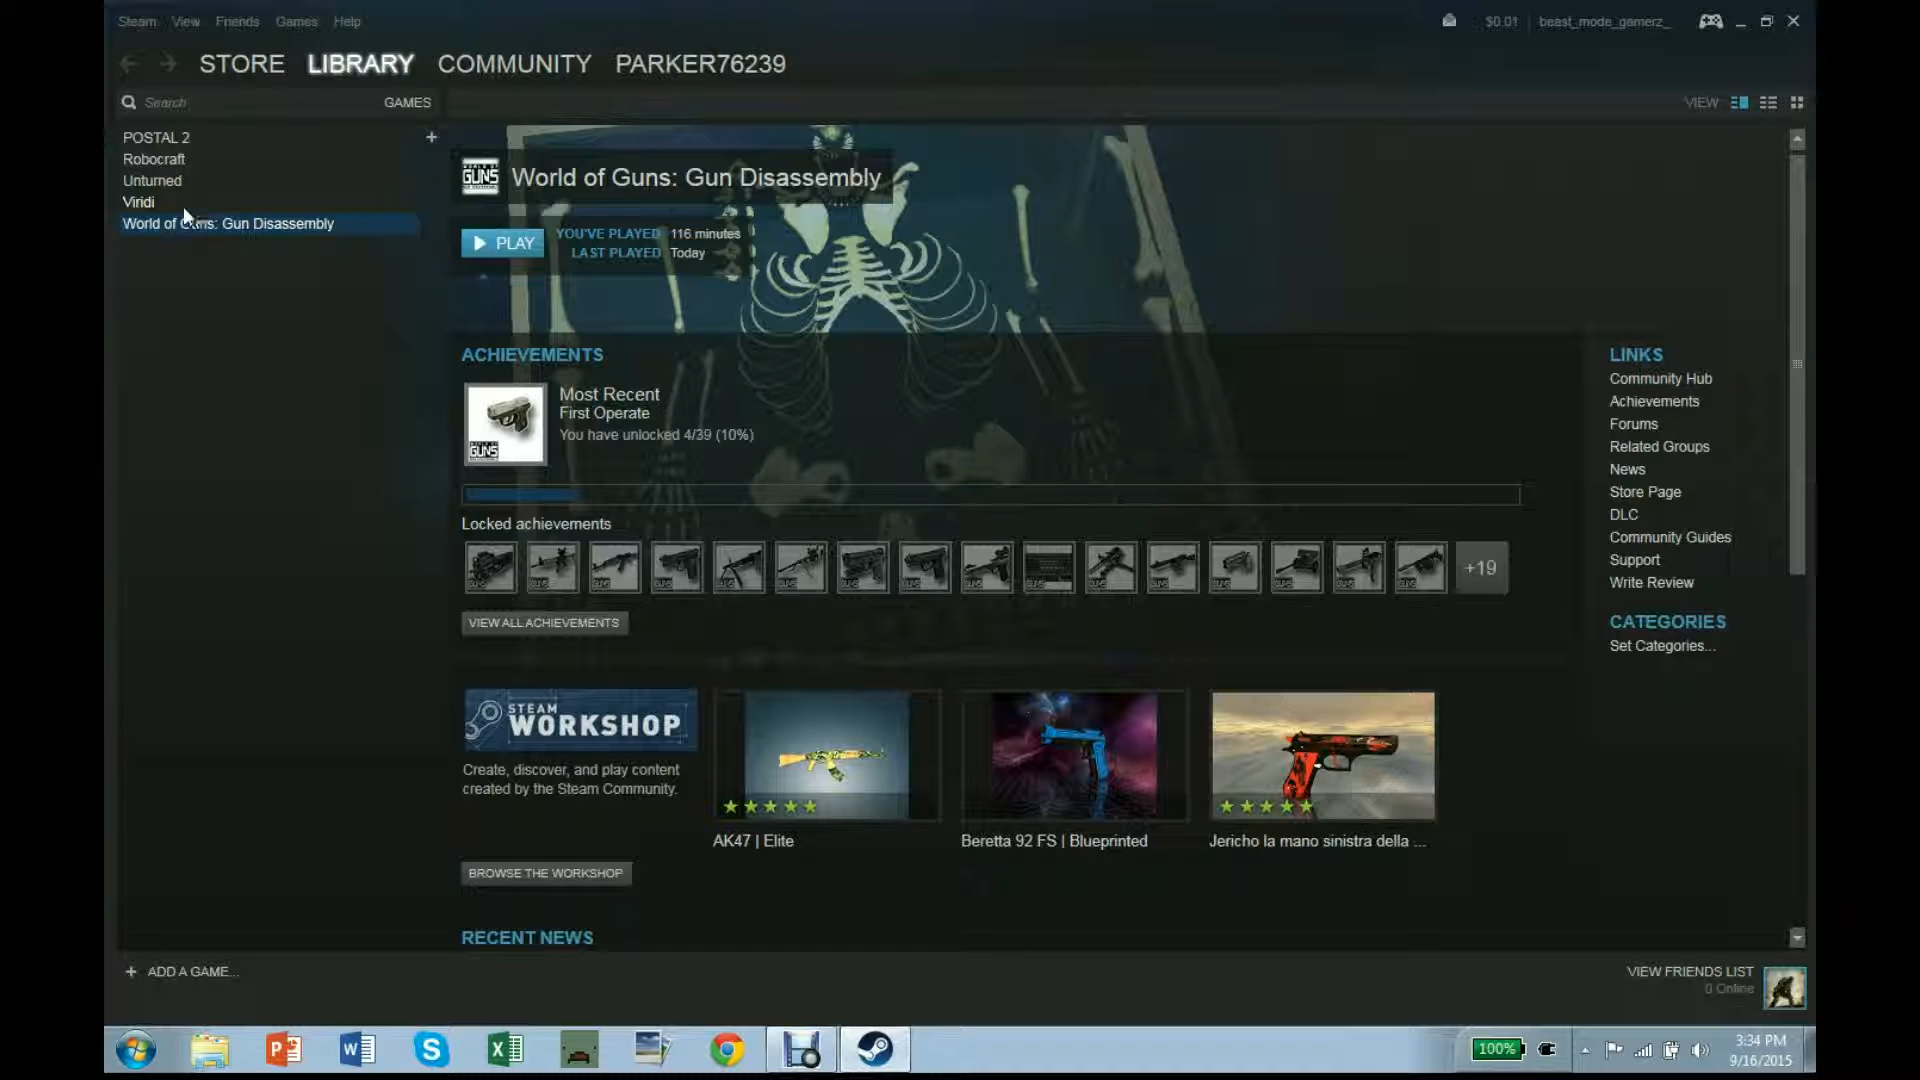 Steam View Friends Games Help
$0.01 beast_mode_gamerz_
STORE LIBRARY COMMUNITY PARKER76239
Search GAMES
VIEW
POSTAL 2 +
Robocraft
Unturned
Viridi
World of Guns: Gun Disassembly
World of Guns: Gun Disassembly
PLAY
YOU'VE PLAYED 116 minutes
LAST PLAYED Today
ACHIEVEMENTS
Most Recent
First Operate
You have unlocked 4/39 (10%)
Locked achievements
+19
VIEW ALL ACHIEVEMENTS
STEAM
WORKSHOP
Create, discover, and play content
created by the Steam Community.
AK47 | Elite
Beretta 92 FS | Blueprinted
Jericho la mano sinistra della ...
BROWSE THE WORKSHOP
RECENT NEWS
LINKS
Community Hub
Achievements
Forums
Related Groups
News
Store Page
DLC
Community Guides
Support
Write Review
CATEGORIES
Set Categories...
+ ADD A GAME...
VIEW FRIENDS LIST
0 Online
100%
3:34 PM
9/16/2015